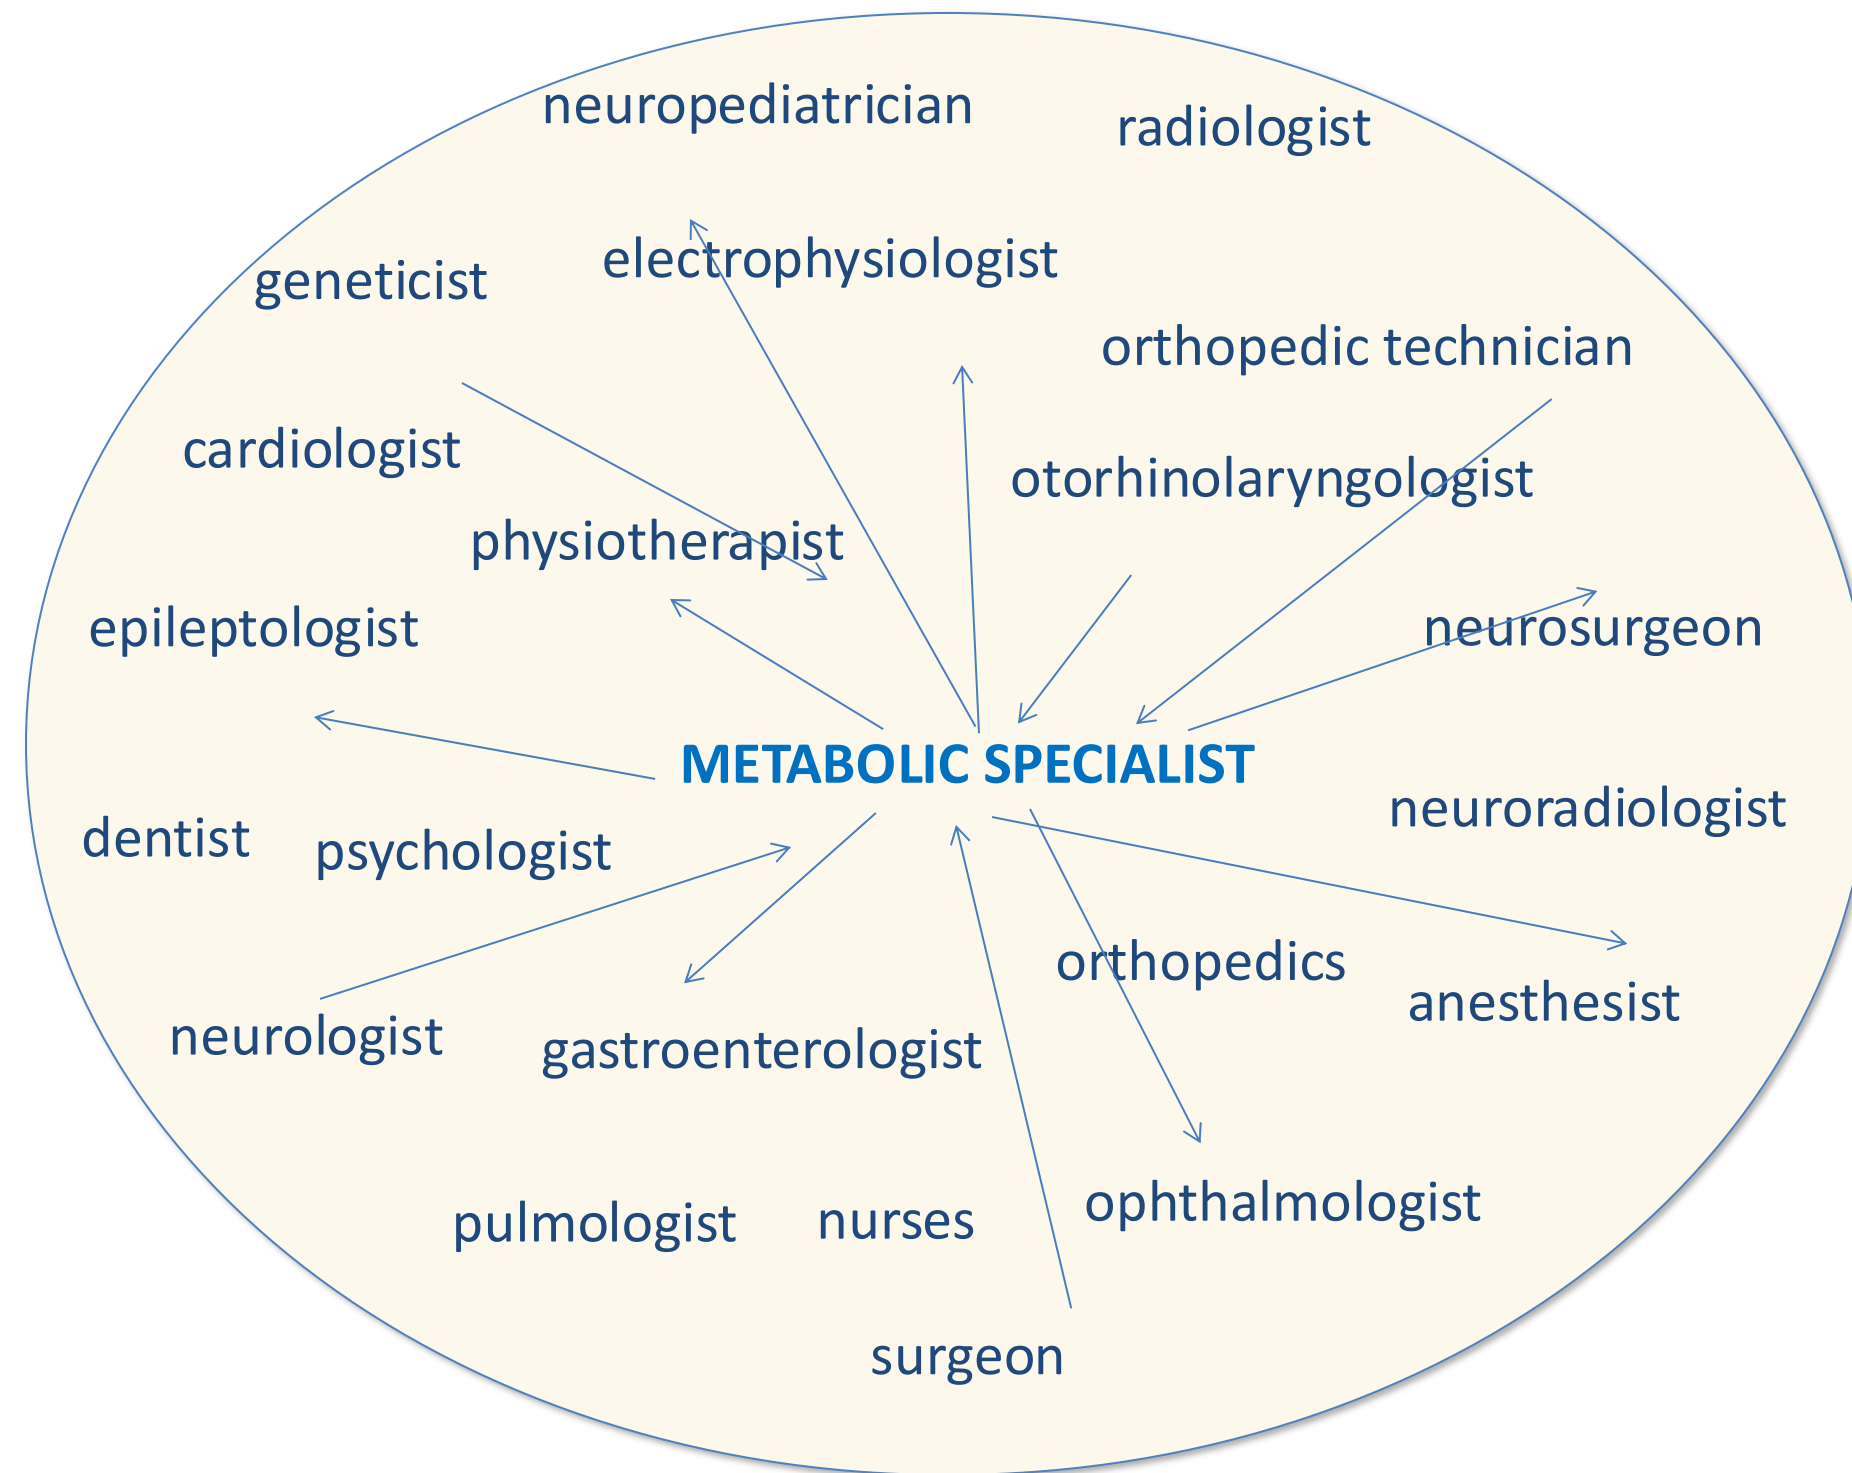 neuropediatrician
radiologist
electrophysiologist
geneticist
orthopedic technician
cardiologist
otorhinolaryngologist
physiotherapist
epileptologist
neurosurgeon
METABOLIC SPECIALIST
neuroradiologist
dentist
psychologist
orthopedics
anesthesist
neurologist
gastroenterologist
ophthalmologist
pulmologist
nurses
surgeon